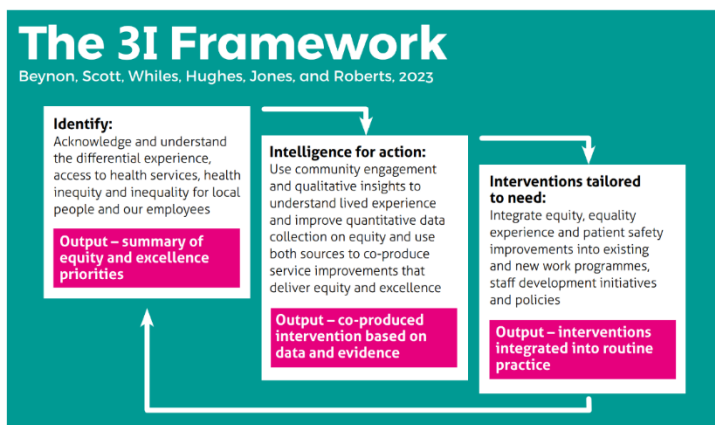 The 3I Framework
Beynon, Scott, Whiles, Hughes, Jones, and Roberts, 2023
Identify:
Acknowledge and understand
the differential experience,
access to health services, health
inequity and inequality for local
people and our employees
Output – summary of
equity and excellence
priorities
Intelligence for action:
Use community engagement
and qualitative insights to
understand lived experience
and improve quantitative data
collection on equity and use
both sources to co-produce
service improvements that
deliver equity and excellence
Output – co-produced
intervention based on
data and evidence
Interventions tailored
to need:
Integrate equity, equality
experience and patient safety
improvements into existing
and new work programmes,
staff development initiatives
and policies
Output – interventions
integrated into routine
practice